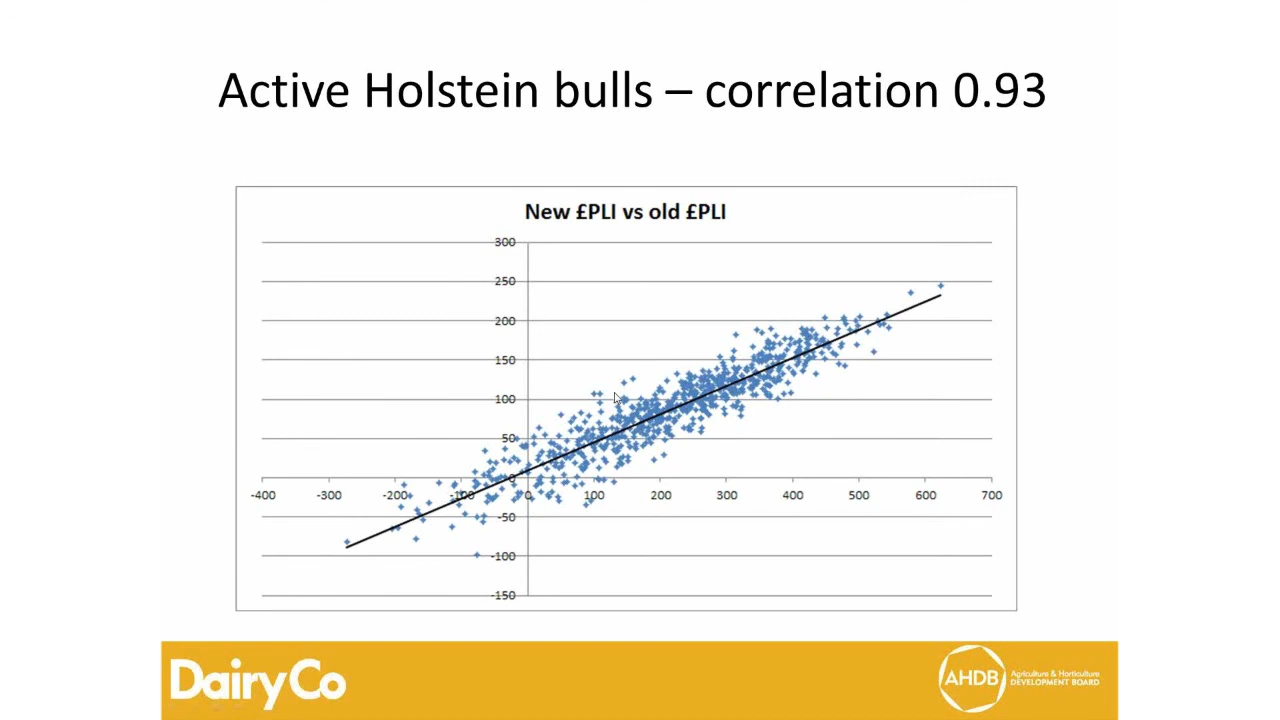 Active Holstein bulls – correlation 0.93
New £PLI vs old £PLI
300
250
200
150
100
50
0
-400 -300 -200 -100 0 100 200 300 400 500 600 700
-50
-100
-150
DairyCo
AHDB
Agriculture & Horticulture
DEVELOPMENT BOARD